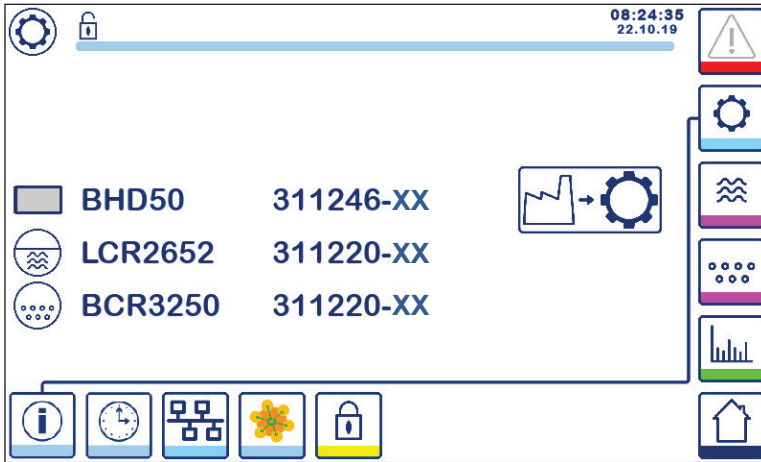 08:24:35
22.10.19
BHD50 311246-XX
LCR2652 311220-XX
BCR3250 311220-XX